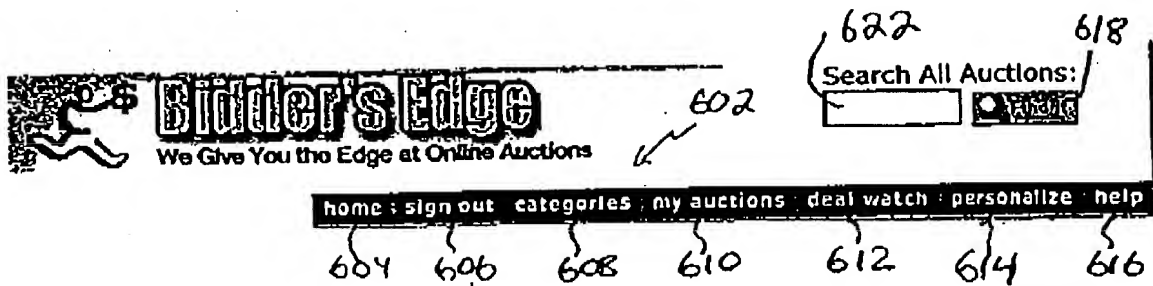 622 618
Search All Auctions:
$ Bidder's Edge
602
We Give You the Edge at Online Auctions
home : sign out categories : my auctions : deal watch : personalize : help
604 606 608 610 612 614 616